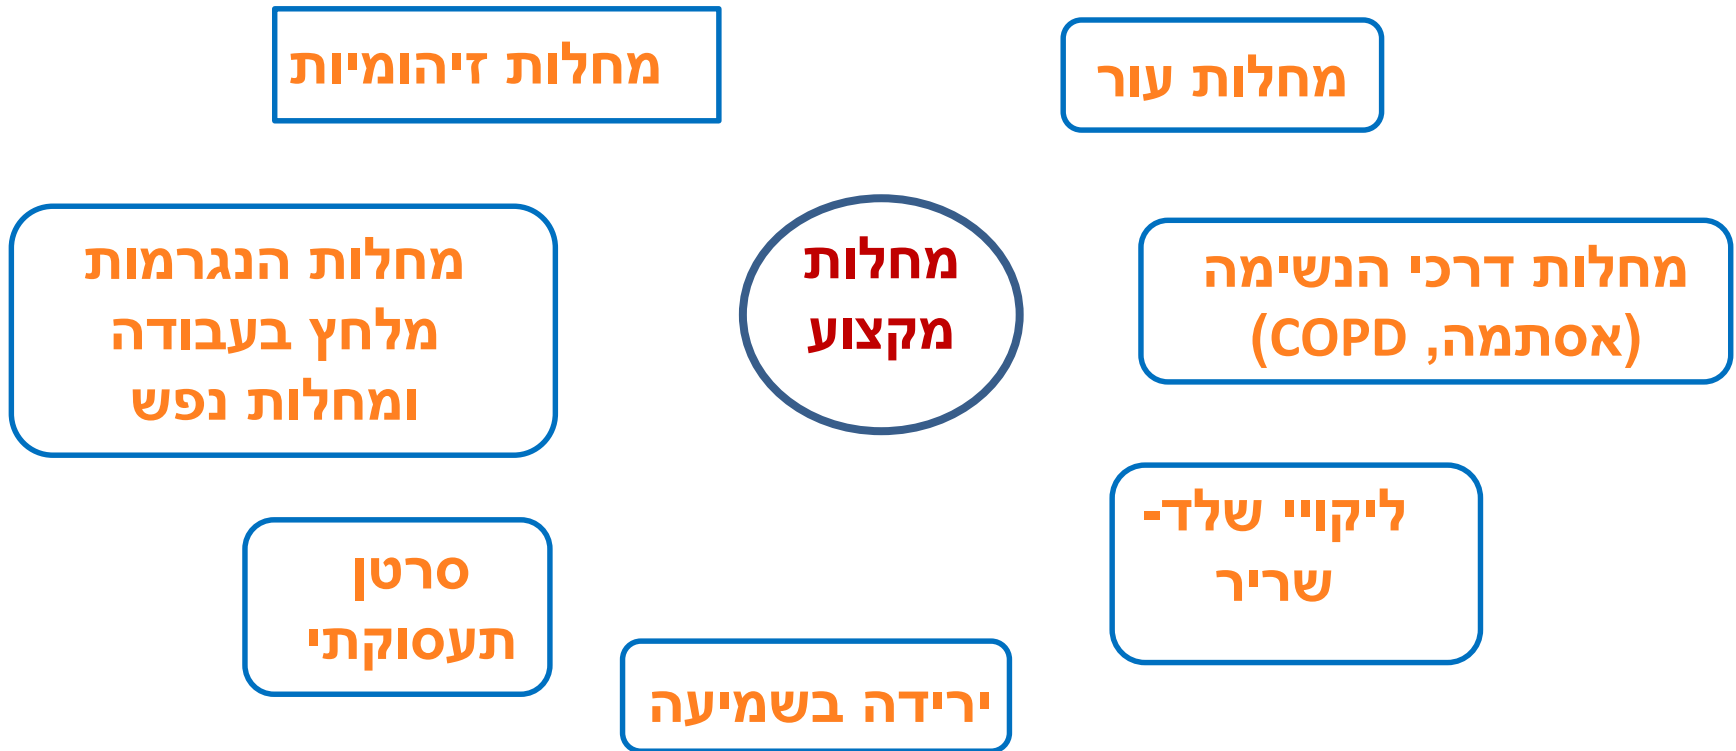 מחלות זיהומיות
מחלות עור
מחלות הנגרמות
מלחץ בעבודה
ומחלות נפש
מחלות
מקצוע
מחלות דרכי הנשימה
(אסתמה, COPD)
ליקויי שלד-
שריר
סרטן
תעסוקתי
ירידה בשמיעה